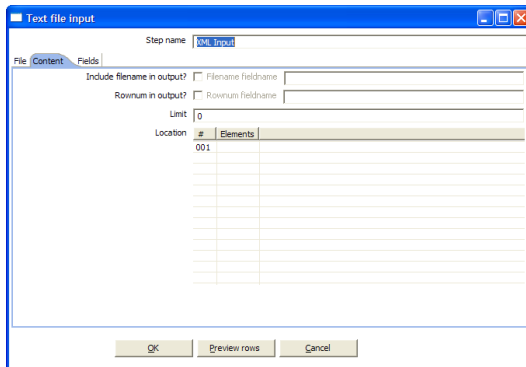 Text file input
Step name XML Input
File Content Fields
Include filename in output? Filename fieldname
Rownum in output? Rownum fieldname
Limit 0
Location # Elements
001
OK Preview rows Cancel